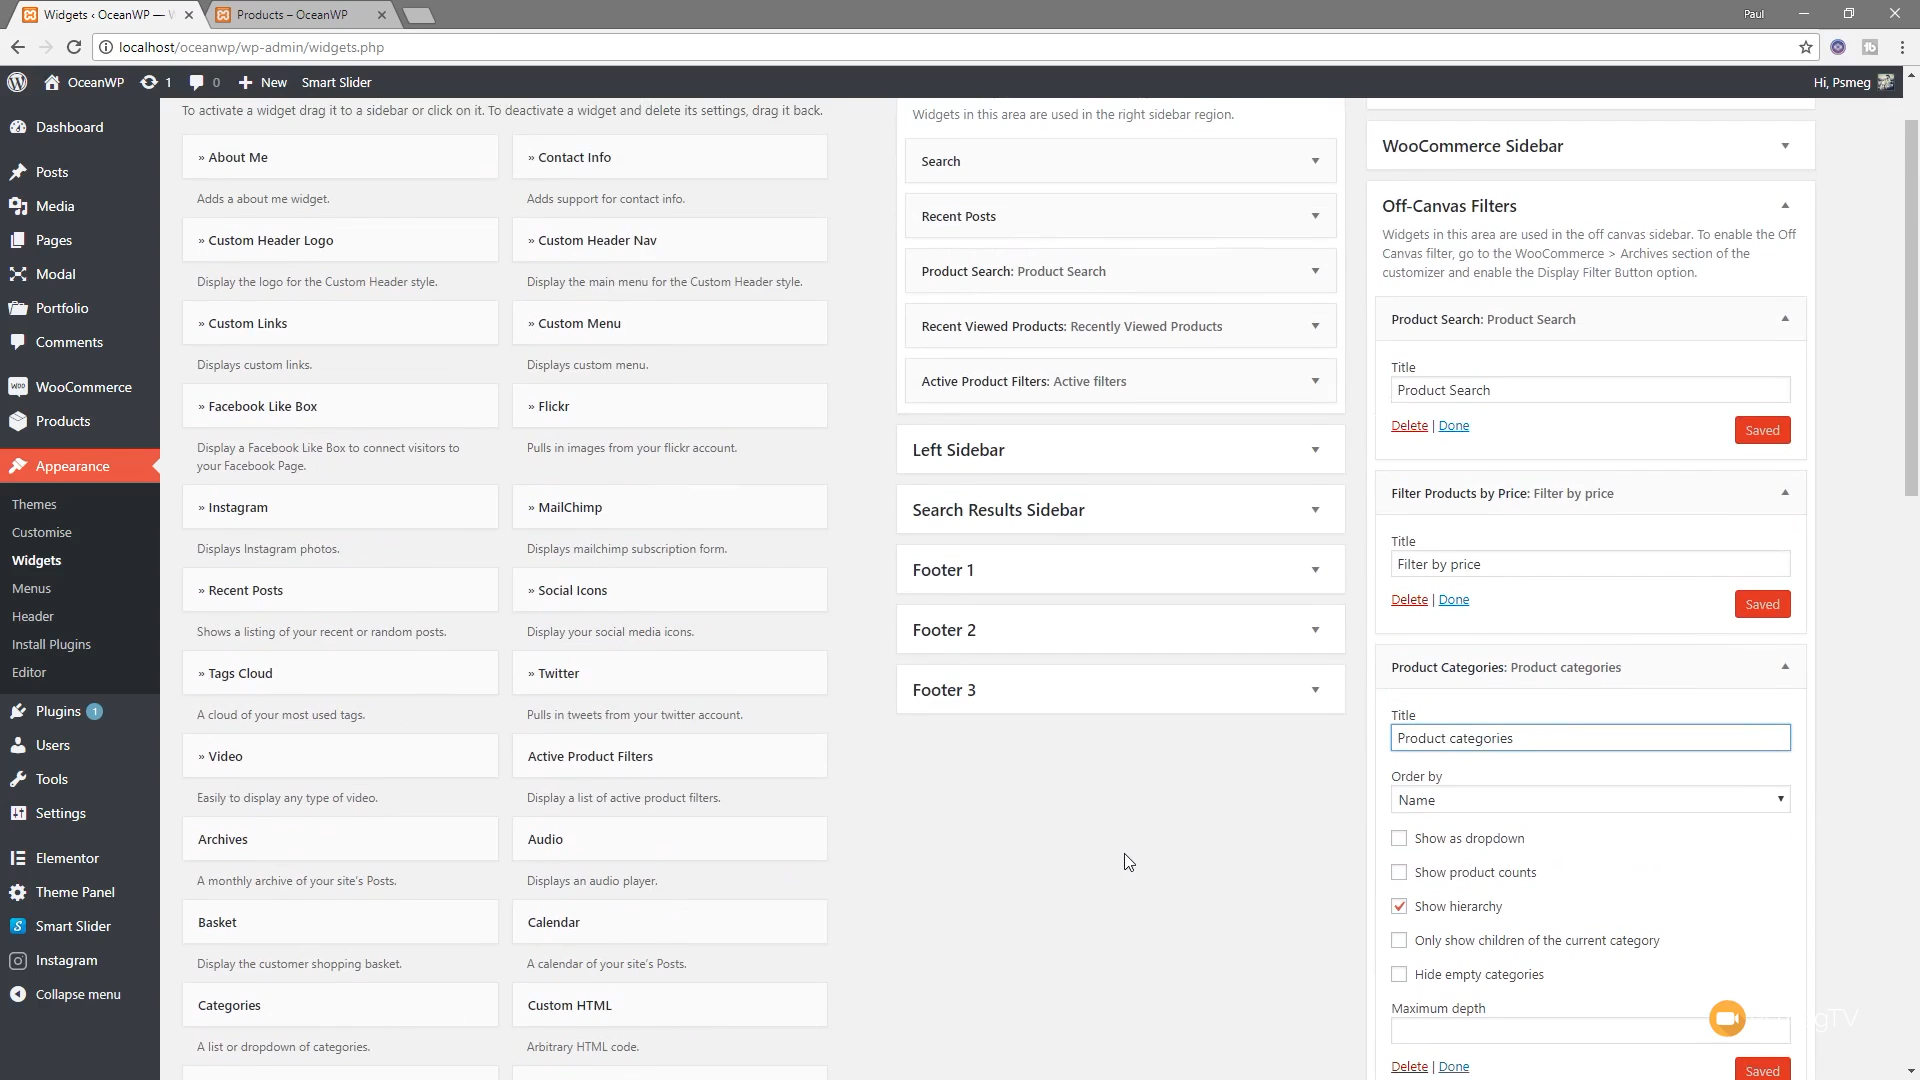 Widgets ‹ OceanWP —
Products – OceanWP
Paul
localhost/oceanwp/wp-admin/widgets.php
OceanWP
1
0
New
Smart Slider
Hi, Psmeg
Dashboard
Posts
Media
Pages
Modal
Portfolio
Comments
WooCommerce
Products
Appearance
Themes
Customise
Widgets
Menus
Header
Install Plugins
Editor
Plugins 1
Users
Tools
Settings
Elementor
Theme Panel
Smart Slider
Instagram
Collapse menu
To activate a widget drag it to a sidebar or click on it. To deactivate a widget and delete its settings, drag it back.
» About Me
Adds a about me widget.
» Contact Info
Adds support for contact info.
» Custom Header Logo
Display the logo for the Custom Header style.
» Custom Header Nav
Display the main menu for the Custom Header style.
» Custom Links
Displays custom links.
» Custom Menu
Displays custom menu.
» Facebook Like Box
Display a Facebook Like Box to connect visitors to
your Facebook Page.
» Flickr
Pulls in images from your flickr account.
» Instagram
Displays Instagram photos.
» MailChimp
Displays mailchimp subscription form.
» Recent Posts
Shows a listing of your recent or random posts.
» Social Icons
Display your social media icons.
» Tags Cloud
A cloud of your most used tags.
» Twitter
Pulls in tweets from your twitter account.
» Video
Easily to display any type of video.
Active Product Filters
Display a list of active product filters.
Archives
A monthly archive of your site's Posts.
Audio
Displays an audio player.
Basket
Display the customer shopping basket.
Calendar
A calendar of your site's Posts.
Categories
A list or dropdown of categories.
Custom HTML
Arbitrary HTML code.
Widgets in this area are used in the right sidebar region.
Search
Recent Posts
Product Search: Product Search
Recent Viewed Products: Recently Viewed Products
Active Product Filters: Active filters
Left Sidebar
Search Results Sidebar
Footer 1
Footer 2
Footer 3
WooCommerce Sidebar
Off-Canvas Filters
Widgets in this area are used in the off canvas sidebar. To enable the Off
Canvas filter, go to the WooCommerce > Archives section of the
customizer and enable the Display Filter Button option.
Product Search: Product Search
Title
Product Search
Delete | Done
Saved
Filter Products by Price: Filter by price
Title
Filter by price
Delete | Done
Saved
Product Categories: Product categories
Title
Product categories
Order by
Name
Show as dropdown
Show product counts
Show hierarchy
Only show children of the current category
Hide empty categories
Maximum depth
Delete | Done
Saved